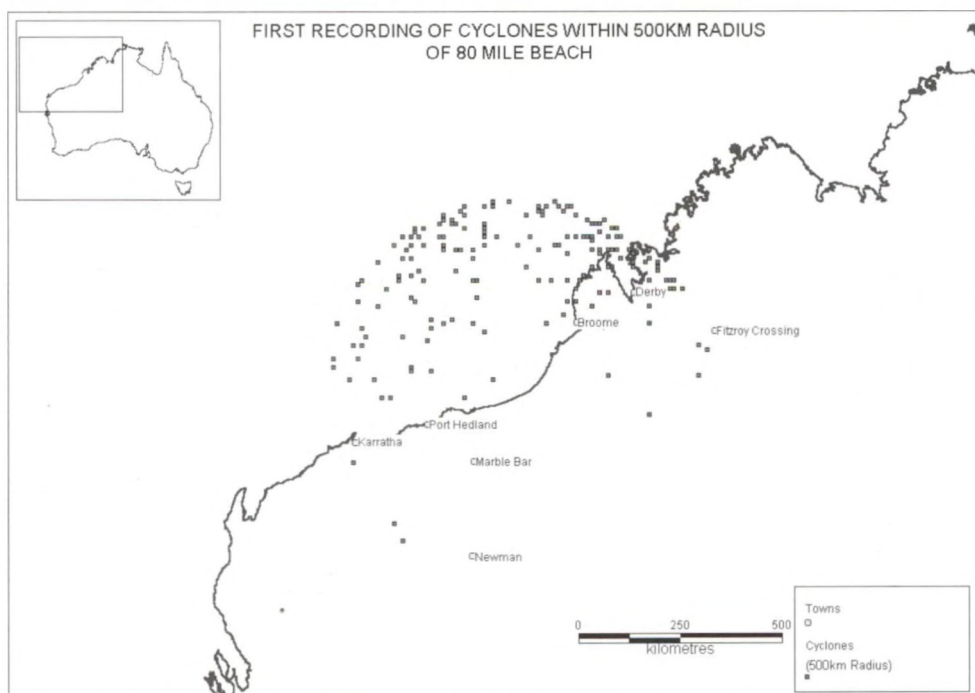 FIRST RECORDING OF CYCLONES WITHIN 500KM RADIUS
OF 80 MILE BEACH
Derby
Broome
Fitzroy Crossing
Port Hedland
Karratha
Marble Bar
Newman
0 250 500
kilometres
Towns
Cyclones
(500km Radius)